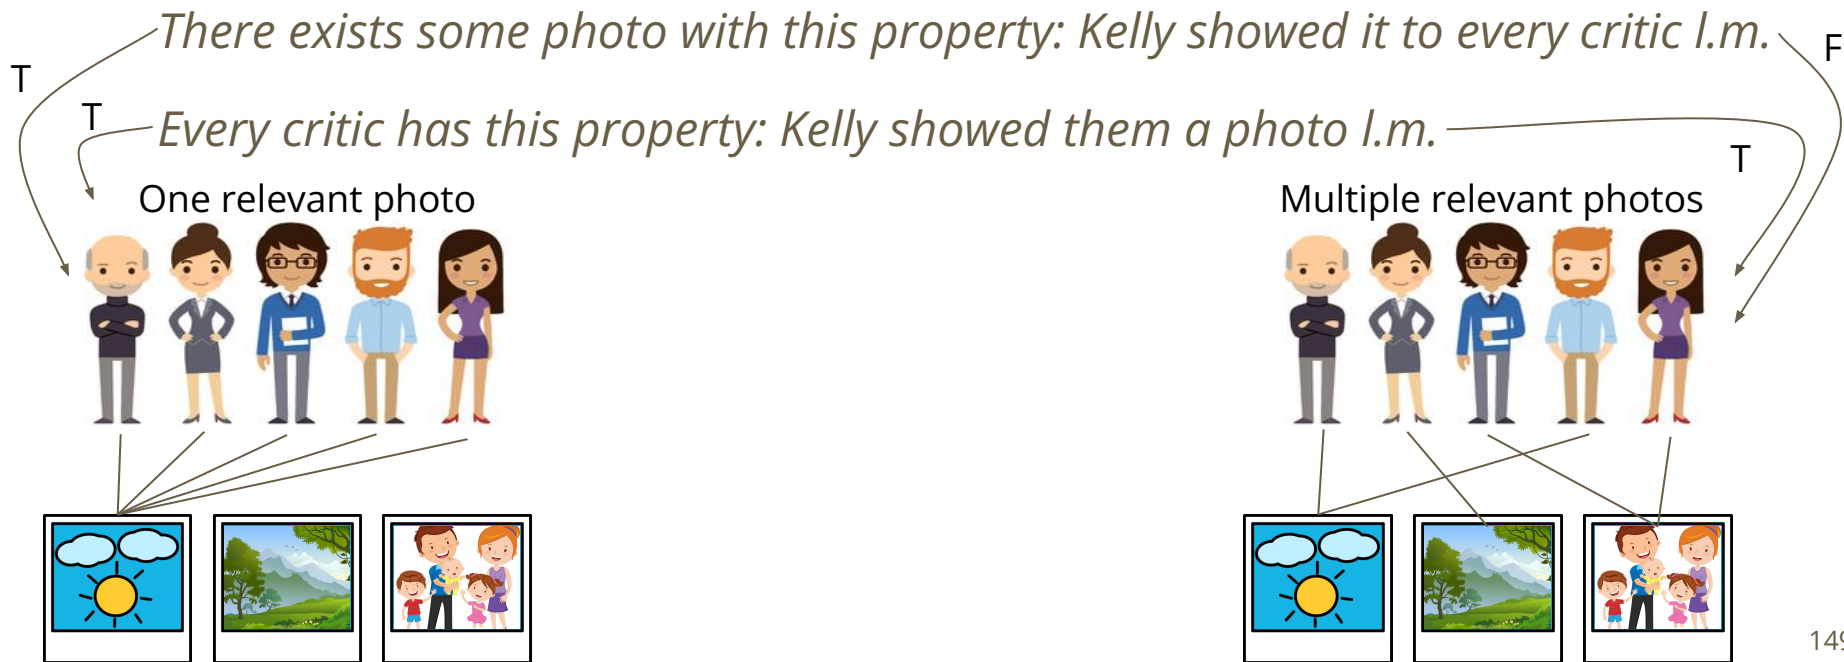 There exists some photo with this property: Kelly showed it to every critic l.m.
F
T
T
Every critic has this property: Kelly showed them a photo l.m.
T
One relevant photo
Multiple relevant photos
149